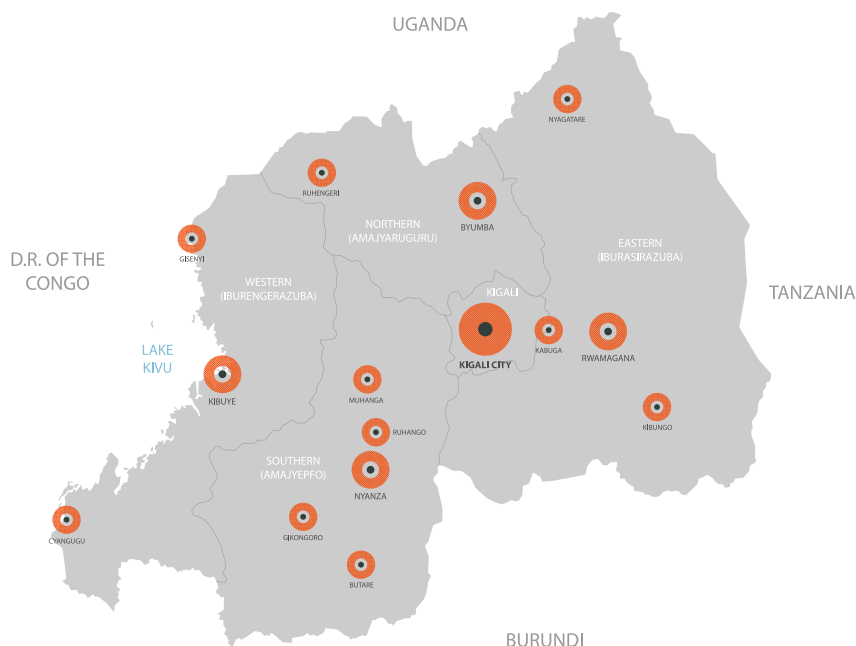 UGANDA
NYAGATARE
RUHENGERI
NORTHERN
(AMAJYARUGURU)
BYUMBA
EASTERN
(IBURASIRAZUBA)
GISENYI
D.R. OF THE
CONGO
WESTERN
(IBURENGERAZUBA)
KIGALI
TANZANIA
LAKE
KIVU
KABUGA
RWAMAGANA
KIGALI CITY
KIBUYE
MUHANGA
KIBUNGO
RUHANGO
SOUTHERN
(AMAJYEPFO)
NYANZA
GIKONGORO
CYANGUGU
BUTARE
BURUNDI